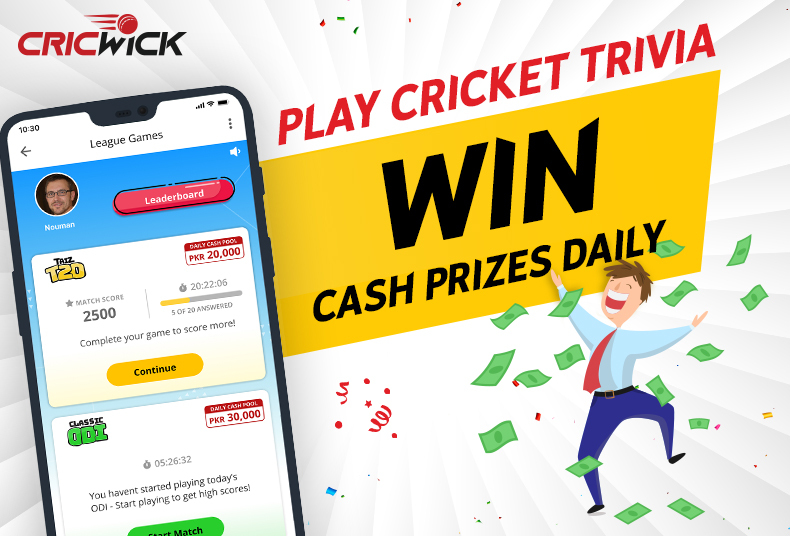 CRICWICK
PLAY CRICKET TRIVIA
WIN
CASH PRIZES DAILY
10:30
League Games
Nouman
Leaderboard
TRIZ
T20
DAILY CASH POOL
PKR 20,000
MATCH SCORE
2500
20:22:06
5 OF 20 ANSWERED
Complete your game to score more!
Continue
CLASSIC
ODI
DAILY CASH POOL
PKR 30,000
05:26:32
You havent started playing today's
ODI - Start playing to get high scores!
Start Match